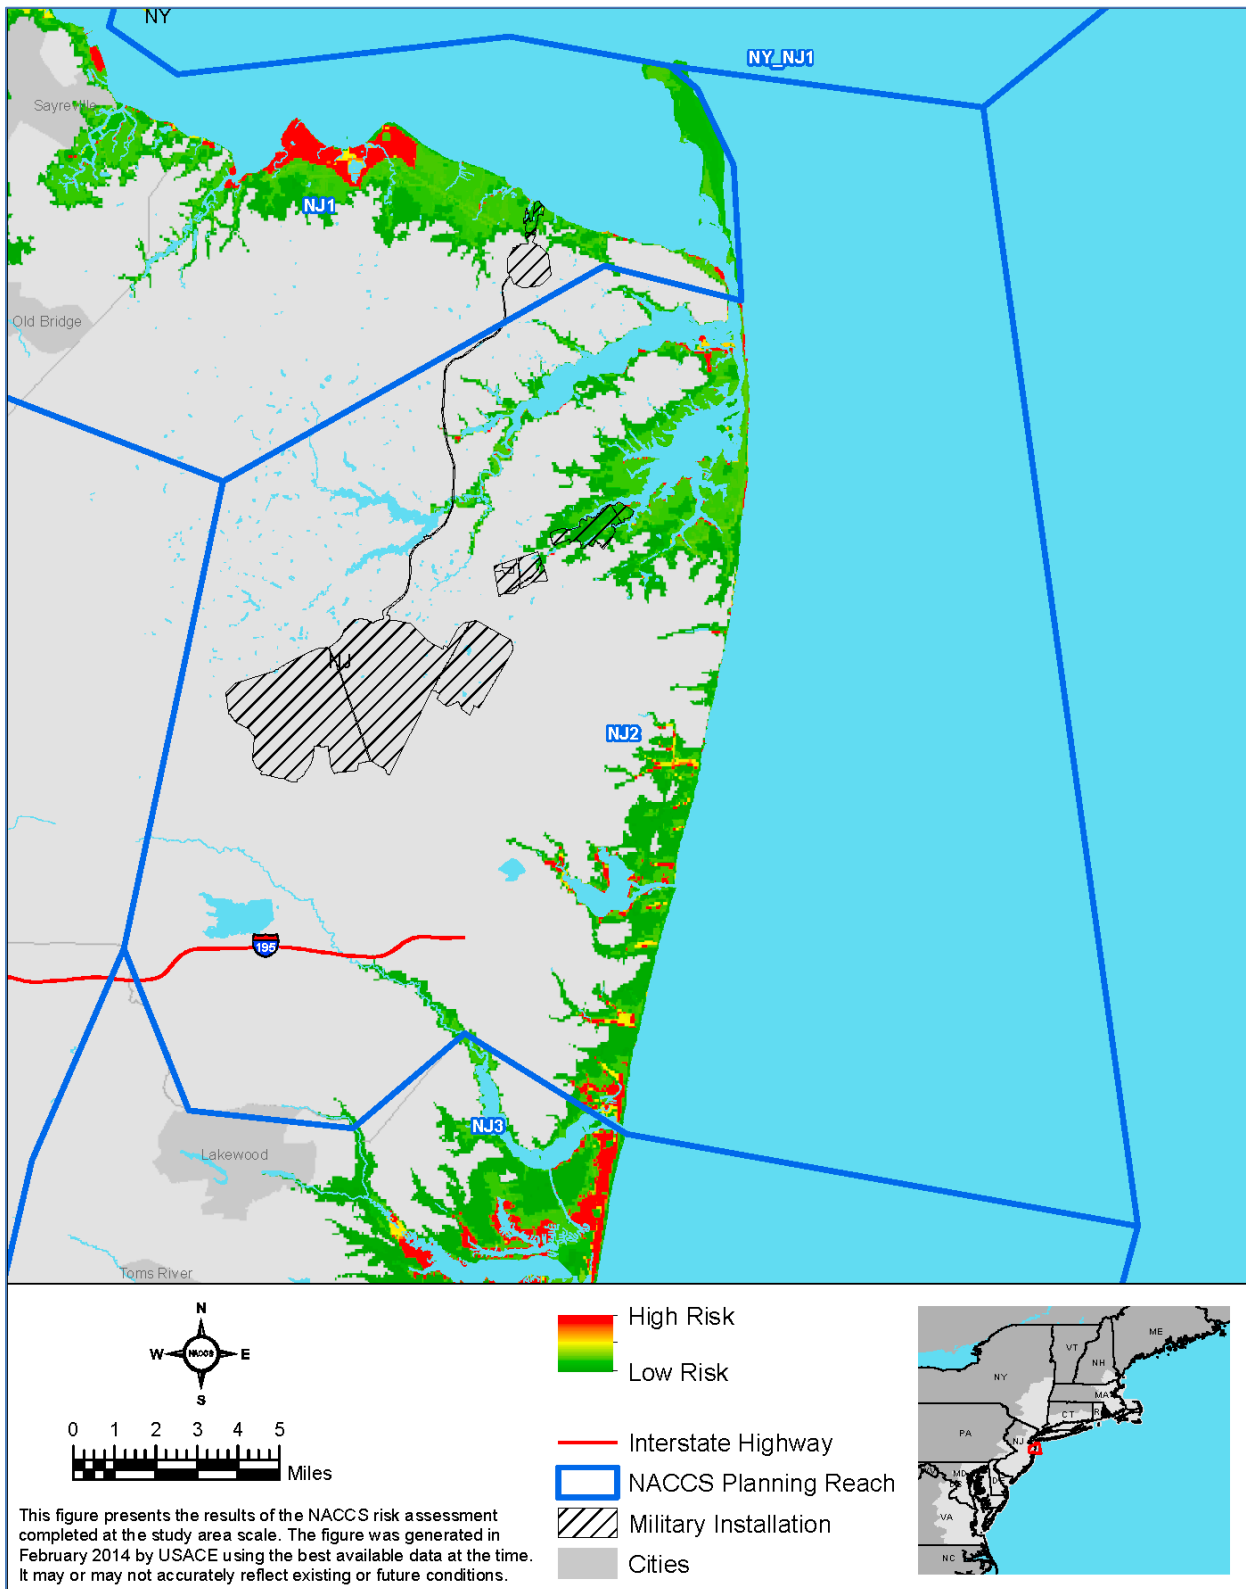 NY
NY_NJ1
Sayreville
NJ1
Old Bridge
NJ
NJ2
195
NJ3
Lakewood
Toms River
N
W NACCS E
S
0 1 2 3 4 5
Miles
This figure presents the results of the NACCS risk assessment
completed at the study area scale. The figure was generated in
February 2014 by USACE using the best available data at the time.
It may or may not accurately reflect existing or future conditions.
High Risk
Low Risk
Interstate Highway
NACCS Planning Reach
Military Installation
Cities
ME
VT
NH
NY
MA
CT
PA
NJ
MD
VA
NC